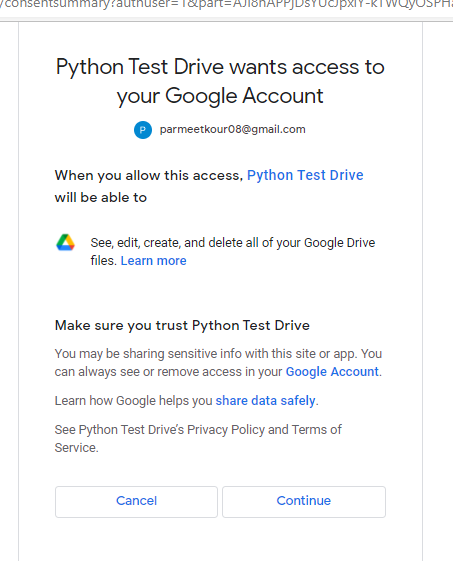 yconsentsummary?authuser=1&part=AJi8hAPPjDsYUcJpxiY-kTWQyOSPHa
Python Test Drive wants access to
your Google Account
P parmeetkour08@gmail.com
When you allow this access, Python Test Drive
will be able to
See, edit, create, and delete all of your Google Drive
files. Learn more
Make sure you trust Python Test Drive
You may be sharing sensitive info with this site or app. You
can always see or remove access in your Google Account.
Learn how Google helps you share data safely.
See Python Test Drive's Privacy Policy and Terms of
Service.
Cancel Continue